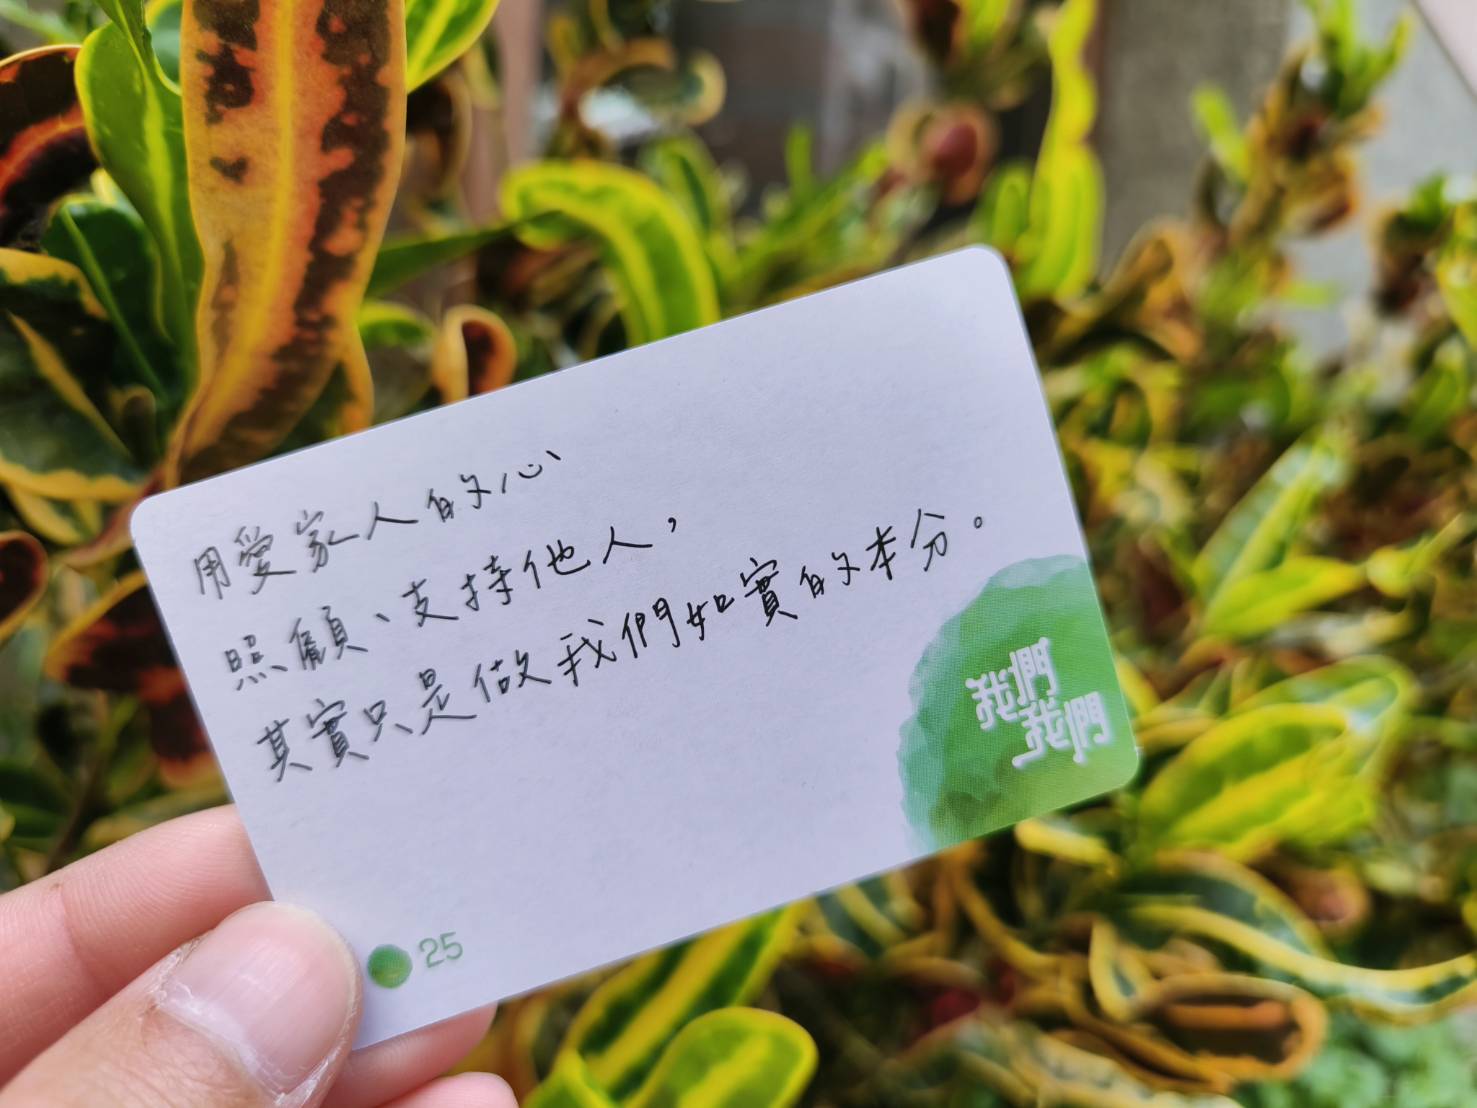 用愛家人的心
照顧、支持他人，
其實只是做我們如實的本分。
我們
我們
25